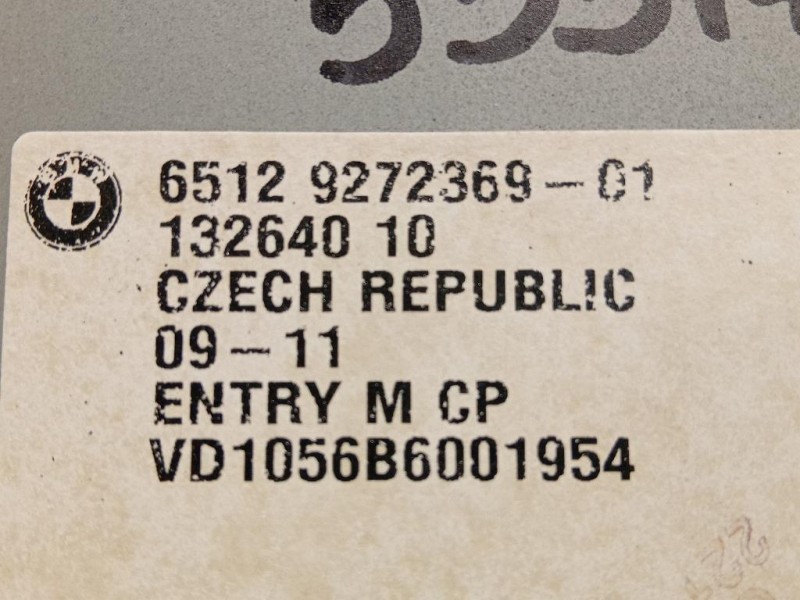 6512 9272369-01
132640 10
CZECH REPUBLIC
09-11
ENTRY M CP
VD1056B6001954